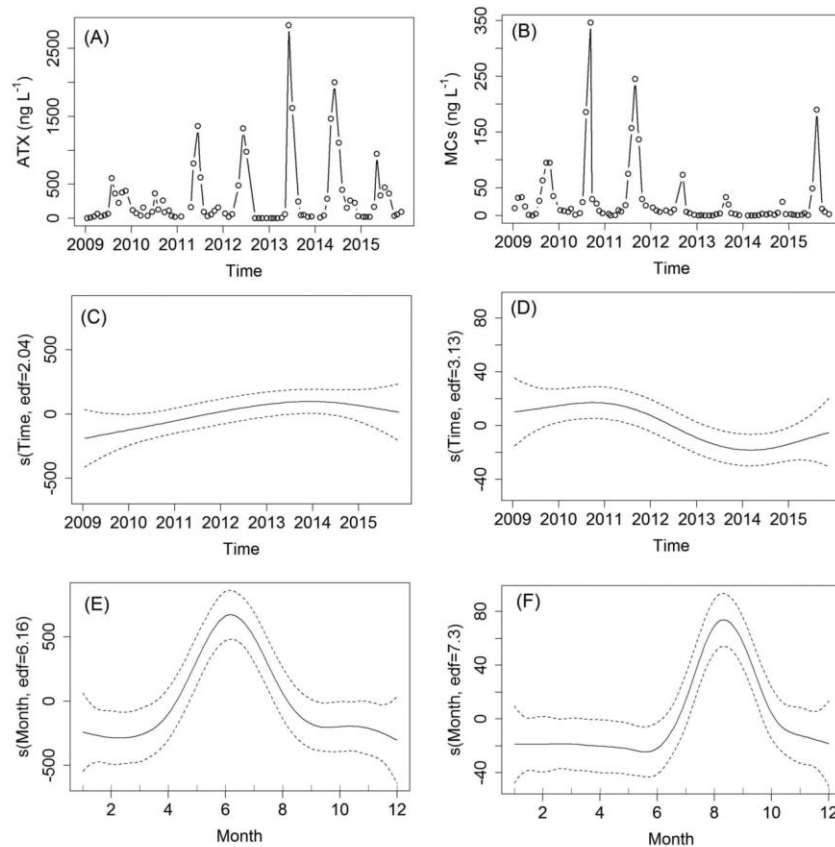 (A)
ATX (ng L⁻¹)
0 500 1500 2500
2009 2010 2011 2012 2013 2014 2015
Time
(B)
MCs (ng L⁻¹)
0 50 150 250 350
2009 2010 2011 2012 2013 2014 2015
Time
(C)
s(Time, edf=2.04)
-500 0 500
2009 2010 2011 2012 2013 2014 2015
Time
(D)
s(Time, edf=3.13)
-40 0 20 40 80
2009 2010 2011 2012 2013 2014 2015
Time
(E)
s(Month, edf=6.16)
-500 0 500
2 4 6 8 10 12
Month
(F)
s(Month, edf=7.3)
-40 0 20 40 80
2 4 6 8 10 12
Month